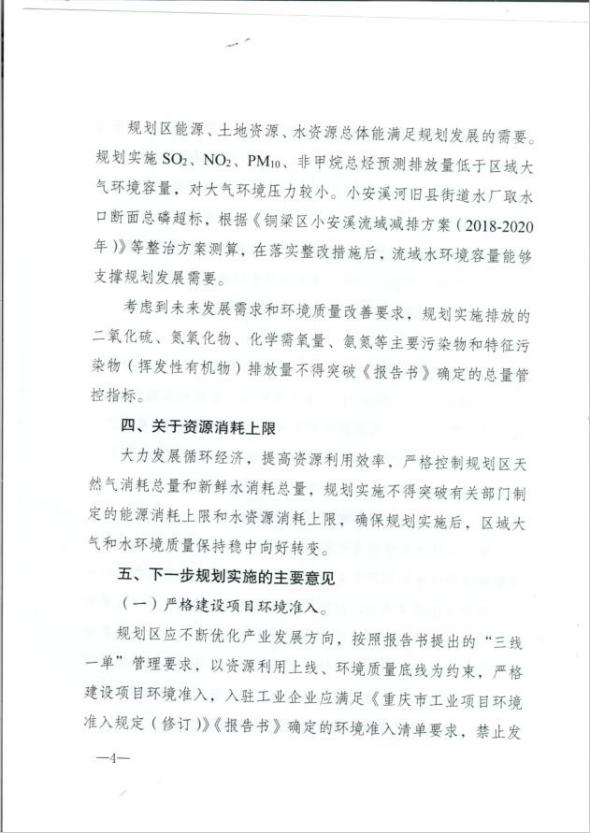 规划区能源、土地资源、水资源总体能满足规划发展的需要。
规划实施SO₂、NO₂、PM₁₀、非甲烷总烃预测排放量低于区域大
气环境容量，对大气环境压力较小。小安溪河旧县街道水厂取水
口断面总磷超标，根据《铜梁区小安溪流域减排方案（2018-2020
年）》等整治方案测算，在落实整改措施后，流域水环境容量能够
支撑规划发展需要。
考虑到未来发展需求和环境质量改善要求，规划实施排放的
二氧化硫、氮氧化物、化学需氧量、氨氮等主要污染物和特征污
染物（挥发性有机物）排放量不得突破《报告书》确定的总量管
控指标。
四、关于资源消耗上限
大力发展循环经济，提高资源利用效率，严格控制规划区天
然气消耗总量和新鲜水消耗总量，规划实施不得突破有关部门制
定的能源消耗上限和水资源消耗上限，确保规划实施后，区域大
气和水环境质量保持稳中向好转变。
五、下一步规划实施的主要意见
（一）严格建设项目环境准入。
规划区应不断优化产业发展方向，按照报告书提出的“三线
一单”管理要求，以资源利用上线、环境质量底线为约束，严格
建设项目环境准入，入驻工业企业应满足《重庆市工业项目环境
准入规定（修订）》《报告书》确定的环境准入清单要求，禁止发
—4—